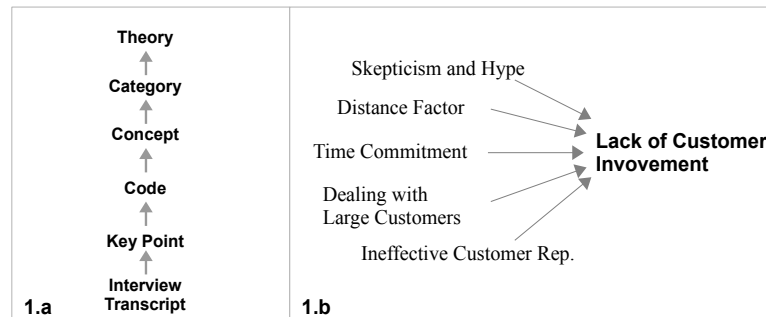 Theory
Category
Concept
Code
Key Point
Interview
Transcript
1.a
Skepticism and Hype
Distance Factor
Time Commitment
Dealing with
Large Customers
Ineffective Customer Rep.
Lack of Customer
Invovement
1.b